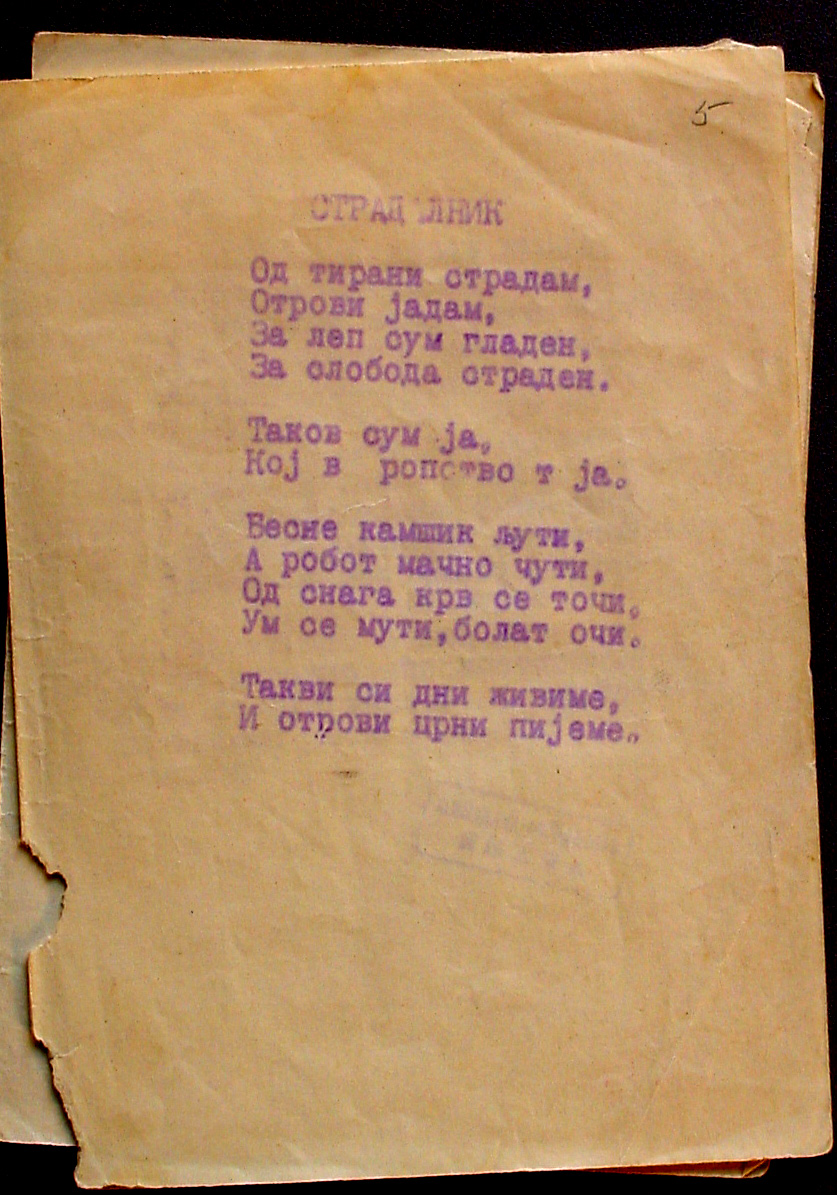 5
СТРАД ЛНИК
Од тирани страдам,
Отрови јадам,
За леп сум гладен,
За слобода страден.
Таков сум ја,
Кој в ропство т ја.
Бесне камшик љути,
А робот мачно чути,
Од снага крв се точи,
Ум се мути,болат очи.
Такви си дни живиме,
И отрови црни пијеме.